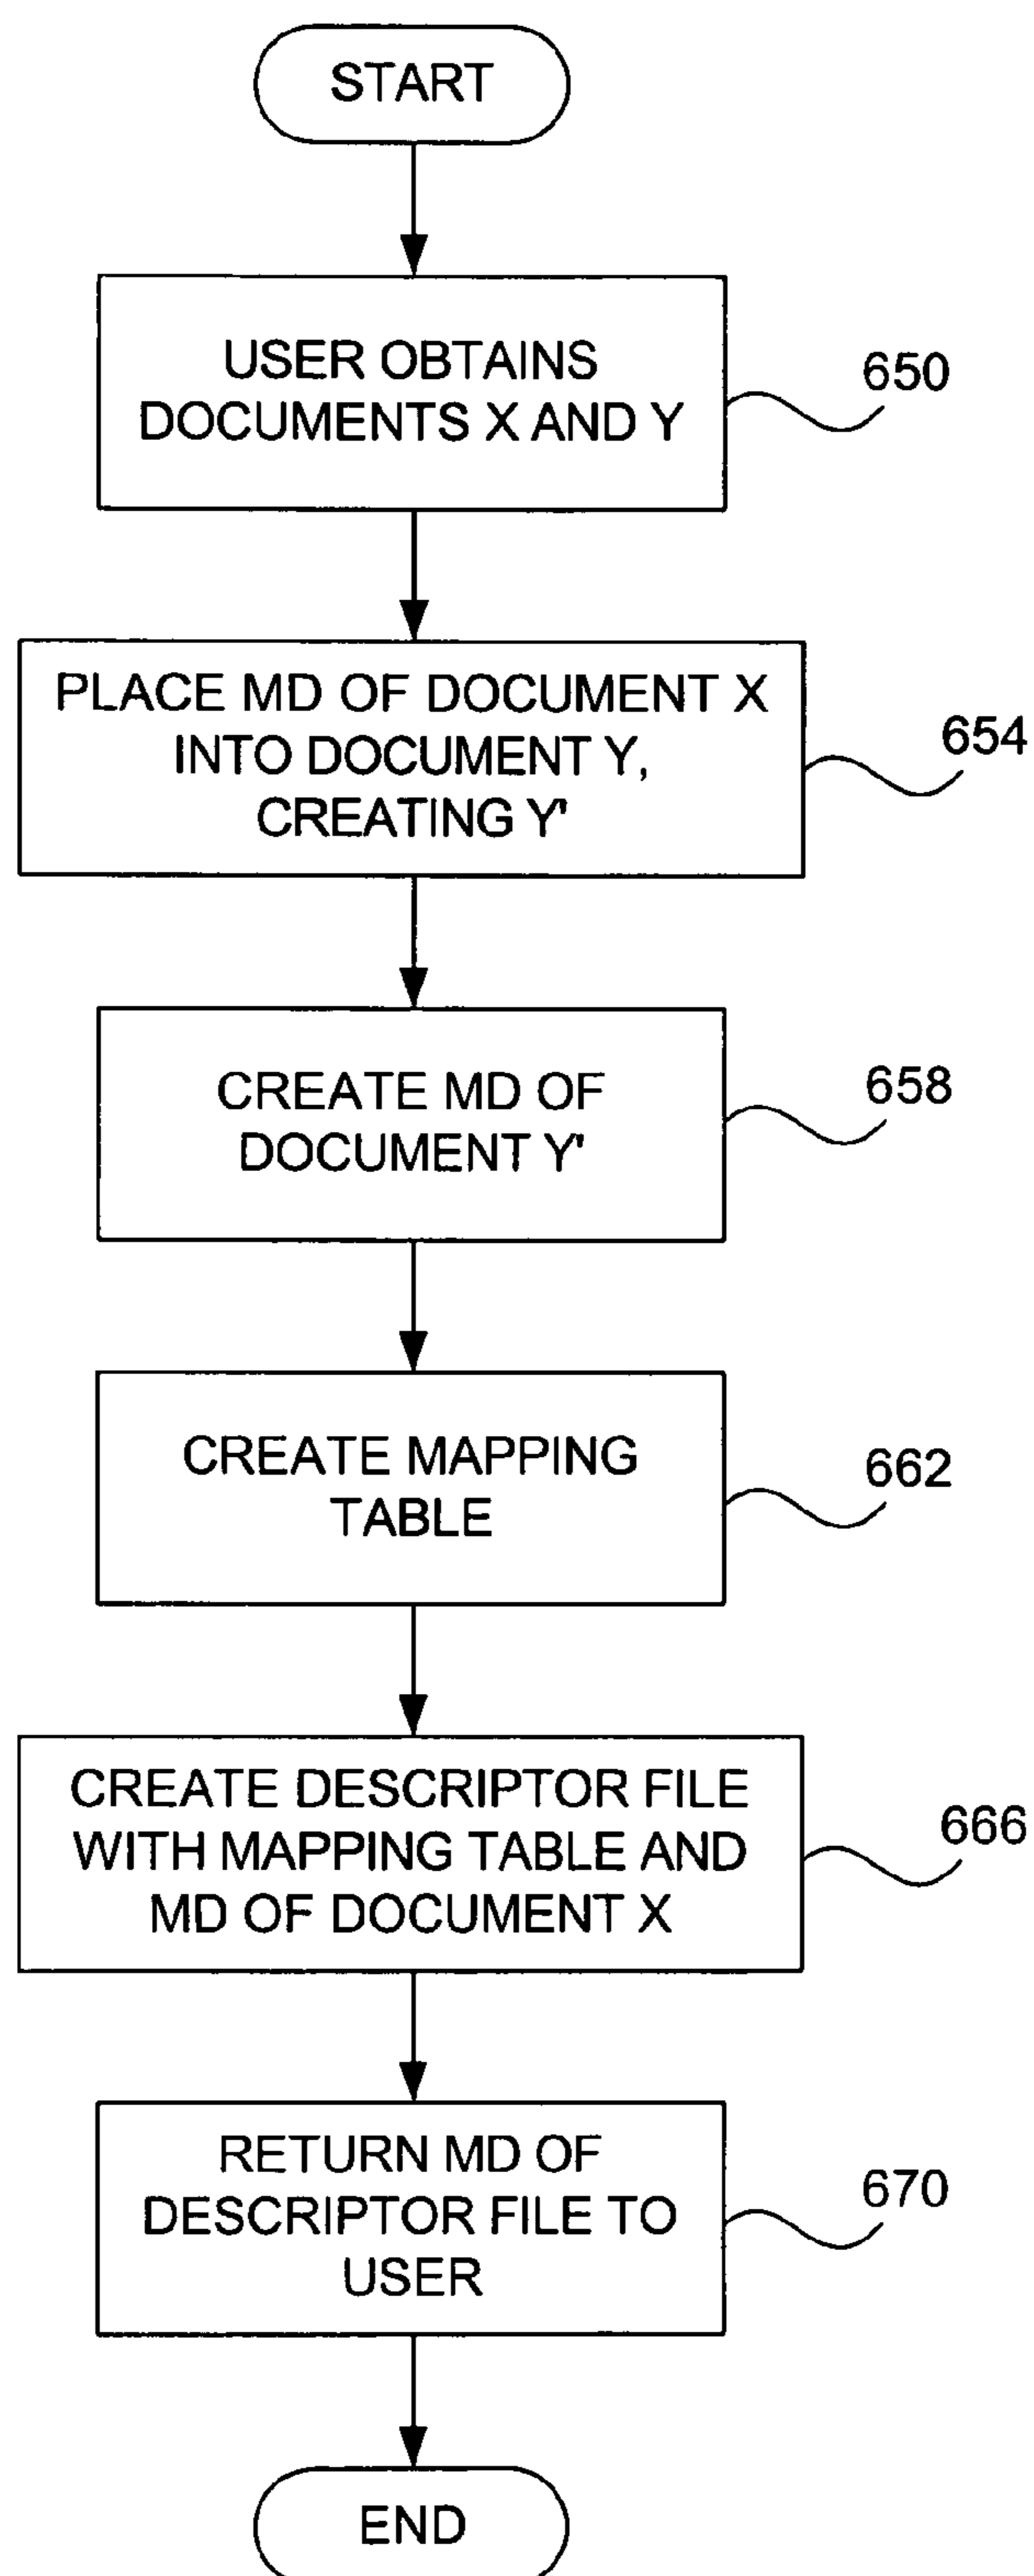 START
USER OBTAINS
DOCUMENTS X AND Y
650
PLACE MD OF DOCUMENT X
INTO DOCUMENT Y,
CREATING Y'
654
CREATE MD OF
DOCUMENT Y'
658
CREATE MAPPING
TABLE
662
CREATE DESCRIPTOR FILE
WITH MAPPING TABLE AND
MD OF DOCUMENT X
666
RETURN MD OF
DESCRIPTOR FILE TO
USER
670
END